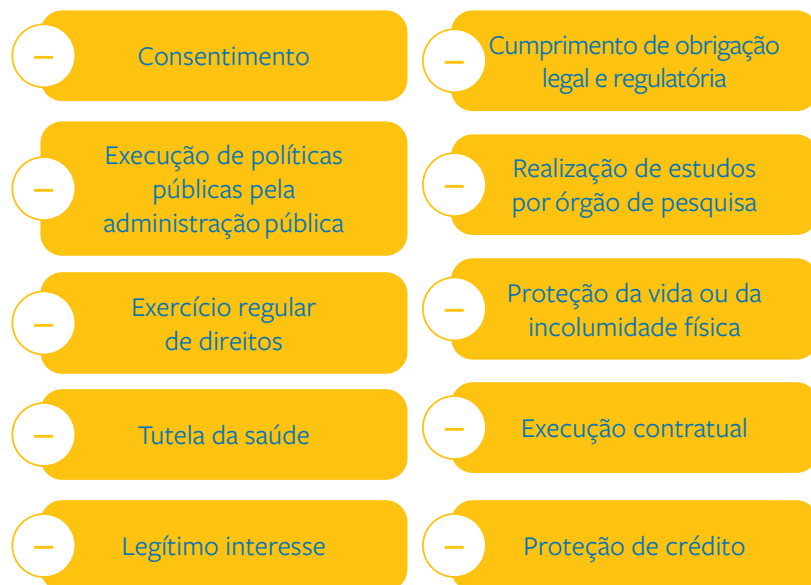 Consentimento
Cumprimento de obrigação
legal e regulatória
Execução de políticas
públicas pela
administração pública
Realização de estudos
por órgão de pesquisa
Exercício regular
de direitos
Proteção da vida ou da
incolumidade física
Tutela da saúde
Execução contratual
Legítimo interesse
Proteção de crédito